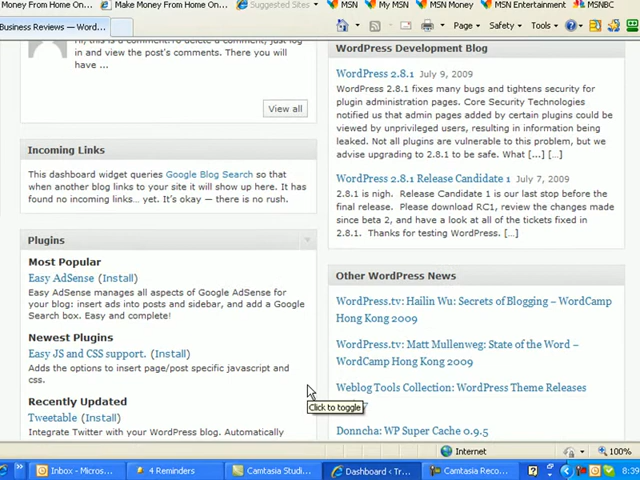 Make Money From Home On...
Make Money From Home On...
Suggested Sites
MSN
My MSN
MSN Money
MSN Entertainment
MSNBC
Business Reviews — Word...
Page
Safety
Tools
in and view the post's comments. There you will
have ...
View all
Incoming Links
This dashboard widget queries Google Blog Search so that
when another blog links to your site it will show up here. It has
found no incoming links… yet. It's okay — there is no rush.
Plugins
Most Popular
Easy AdSense (Install)
Easy AdSense manages all aspects of Google AdSense for
your blog: insert ads into posts and sidebar, and add a Google
Search box. Easy and complete!
Newest Plugins
Easy JS and CSS support. (Install)
Adds the options to insert page/post specific javascript and
css.
Recently Updated
Tweetable (Install)
Integrate Twitter with your WordPress blog. Automatically
WordPress Development Blog
WordPress 2.8.1 July 9, 2009
WordPress 2.8.1 fixes many bugs and tightens security for
plugin administration pages. Core Security Technologies
notified us that admin pages added by certain plugins could be
viewed by unprivileged users, resulting in information being
leaked. Not all plugins are vulnerable to this problem, but we
advise upgrading to 2.8.1 to be safe. What [...] […]
WordPress 2.8.1 Release Candidate 1 July 7, 2009
2.8.1 is nigh. Release Candidate 1 is our last stop before the
final release. Please download RC1, review the changes made
since beta 2, and have a look at all of the tickets fixed in
2.8.1. Thanks for testing WordPress. […]
Other WordPress News
WordPress.tv: Hailin Wu: Secrets of Blogging – WordCamp
Hong Kong 2009
WordPress.tv: Matt Mullenweg: State of the Word –
WordCamp Hong Kong 2009
Weblog Tools Collection: WordPress Theme Releases
Click to toggle
Donncha: WP Super Cache 0.9.5
Internet
100%
Inbox - Micros...
4 Reminders
Camtasia Studi...
Dashboard ‹ Tr...
Camtasia Reco...
8:39